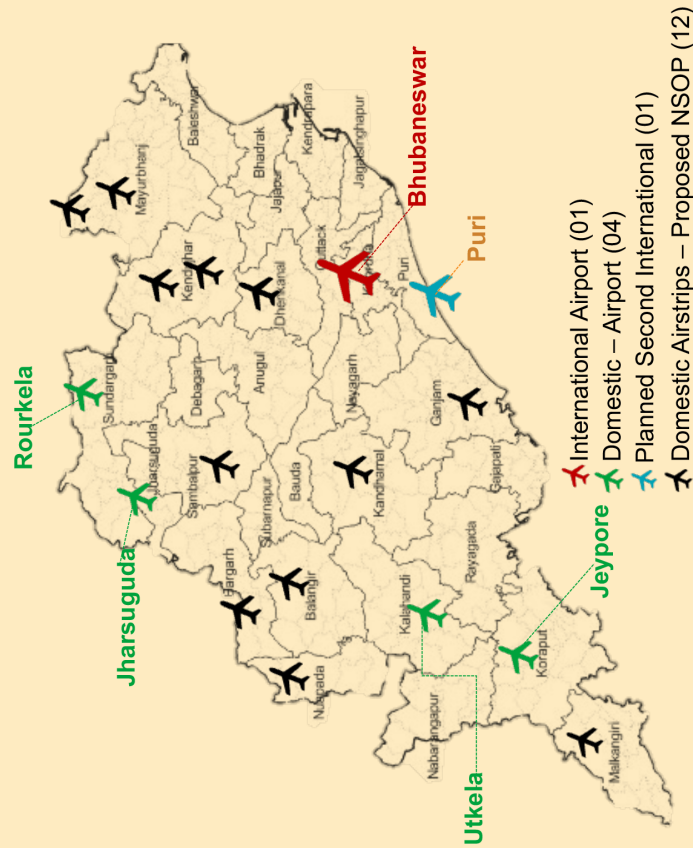 Rourkela
Sundargarh
Jharsuguda
Mayurbhanj
Jharsuguda
Kendujhar
Baleshwar
Sambalpur
Debagarh
Bargarh
Bhadrak
Anugul
Subarnapur
Jajapur
Dhenkanal
Bauda
Kendrapara
Balangir
Nuapada
Cuttack
Nayagarh
Jagatsinghapur
Kandhamal
Puri
Kalahandi
Bhubaneswar
Nabarangapur
Ganjam
Rayagada
Utkela
Puri
Gajapati
Koraput
Jeypore
Malkangiri
International Airport (01)
Domestic – Airport (04)
Planned Second International (01)
Domestic Airstrips – Proposed NSOP (12)